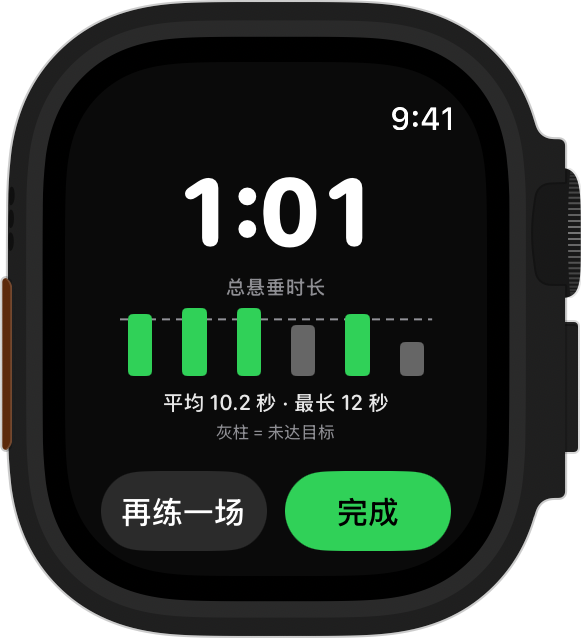 9:41
1:01
总悬垂时长
平均 10.2 秒 · 最长 12 秒
灰柱 = 未达目标
再练一场
完成